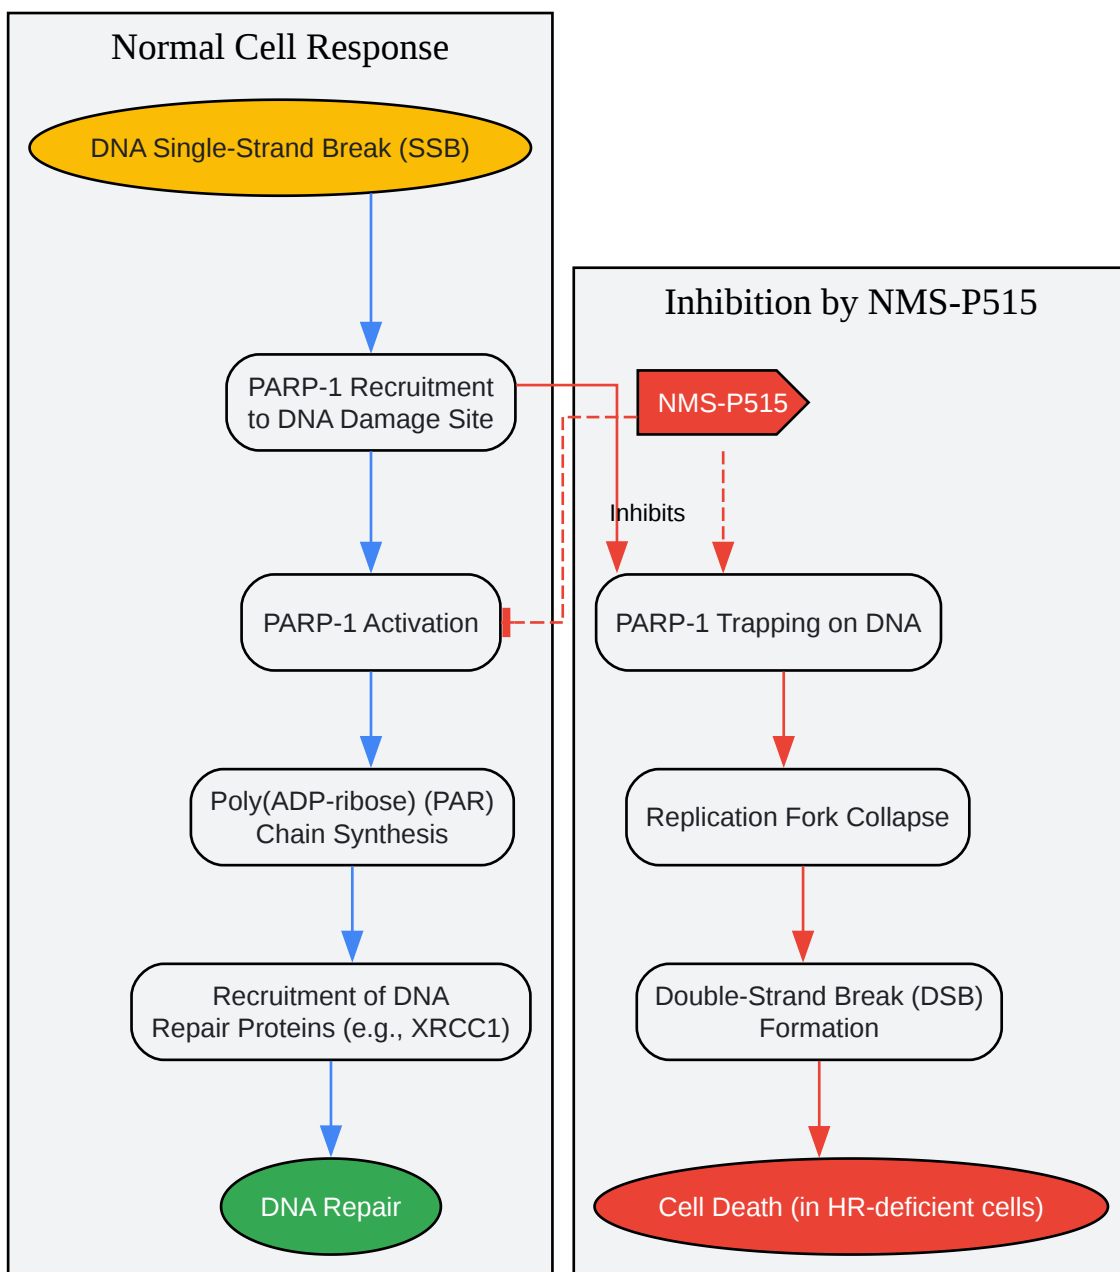 Normal Cell Response
DNA Single-Strand Break (SSB)
PARP-1 Recruitment
to DNA Damage Site
PARP-1 Activation
Poly(ADP-ribose) (PAR)
Chain Synthesis
Recruitment of DNA
Repair Proteins (e.g., XRCC1)
DNA Repair
Inhibition by NMS-P515
NMS-P515
Inhibits
PARP-1 Trapping on DNA
Replication Fork Collapse
Double-Strand Break (DSB)
Formation
Cell Death (in HR-deficient cells)